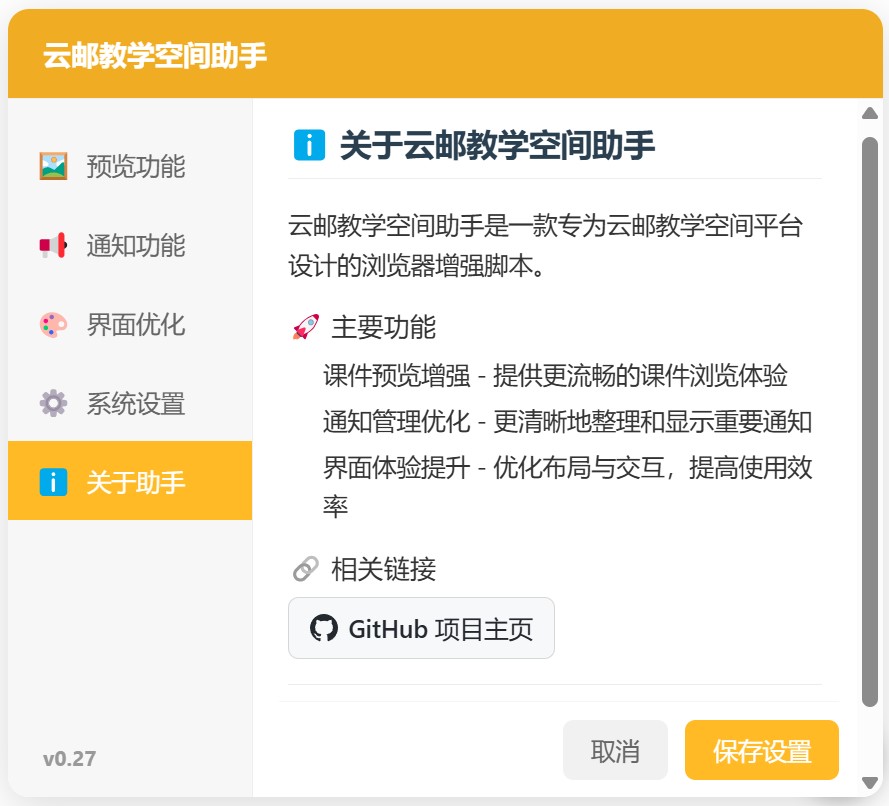 云邮教学空间助手
预览功能
通知功能
界面优化
系统设置
关于助手
v0.27
关于云邮教学空间助手
云邮教学空间助手是一款专为云邮教学空间平台
设计的浏览器增强脚本。
主要功能
课件预览增强 - 提供更流畅的课件浏览体验
通知管理优化 - 更清晰地整理和显示重要通知
界面体验提升 - 优化布局与交互，提高使用效
率
相关链接
GitHub 项目主页
取消
保存设置